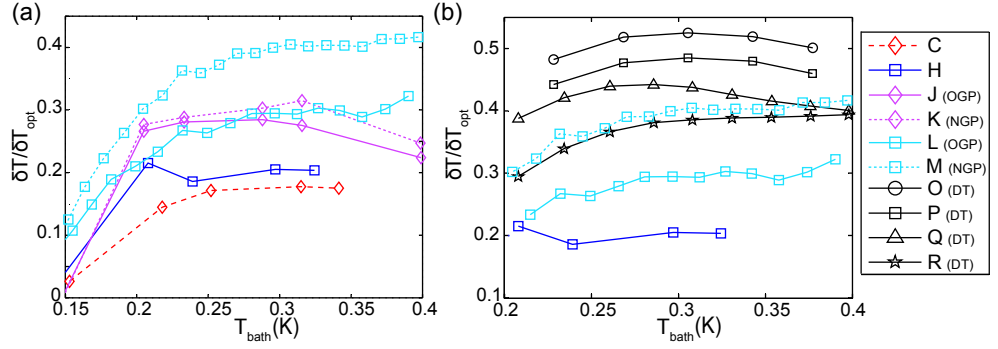 (a)
δT/δT_opt
0.4
0.3
0.2
0.1
0
0.15
0.2
0.25
0.3
0.35
0.4
T_bath(K)
(b)
δT/δT_opt
0.5
0.4
0.3
0.2
0.1
0.2
0.25
0.3
0.35
0.4
T_bath(K)
C
H
J (OGP)
K (NGP)
L (OGP)
M (NGP)
O (DT)
P (DT)
Q (DT)
R (DT)